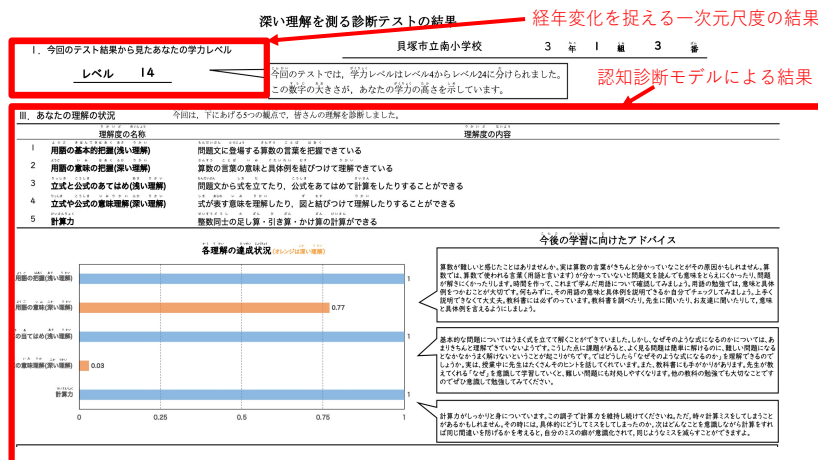 深い理解を測る診断テストの結果
経年変化を捉える一次元尺度の結果
Ⅰ. 今回のテスト結果から見たあなたの学力レベル
貝塚市立南小学校 3 年 1 組 3 番
レベル 14
今回のテストでは，学力レベルはレベル4からレベル24に分けられました。
この数字の大きさが，あなたの学力の高さを示しています。
認知診断モデルによる結果
Ⅲ. あなたの理解の状況 今回は、下にあげる5つの観点で，皆さんの理解を診断しました。
理解度の名称 理解度の内容
1 用語の基本的把握(浅い理解) 問題文に登場する算数の言葉を把握できている
2 用語の意味の把握(深い理解) 算数の言葉の意味と具体例を結びつけて理解できている
3 立式と公式のあてはめ(浅い理解) 問題文から式を立てたり，公式をあてはめて計算をしたりすることができる
4 立式や公式の意味理解(深い理解) 式が表す意味を理解したり，図と結びつけて理解したりすることができる
5 計算力 整数同士の足し算・引き算・かけ算の計算ができる
各理解の達成状況(オレンジは深い理解)
用語の把握(浅い理解) 1
用語の意味(深い理解) 0.77
の当てはめ(浅い理解) 1
の意味理解(深い理解) 0.03
計算力 1
0 0.25 0.5 0.75 1
今後の学習に向けたアドバイス
算数が難しいと感じたことはありませんか。実は算数の言葉がきちんと分かっていなことがその原因かもしれません。算
数では、算数で使われる言葉(用語と言います)が分かっていないと問題文を読んでも意味をとらえにくかったり、問題
が解きにくかったりします。時間を作って、これまで学んだ用語について確認してみましょう。用語の勉強では、意味と具体
例をつかむことが大切です。何もみずに、その用語の意味と具体例を説明できるか自分でチェックしてみましょう。上手く
説明できなくて大丈夫。教科書には必ずのっています。教科書を調べたり、先生に聞いたり、お友達に聞いたりして、意味
と具体例を言えるようにしましょう。
基本的な問題についてはうまく式を立てて解くことができていました。しかし、なぜそのような式になるのかについては、あ
まりきちんと理解できていないようです。こうした点に課題があると、よく見る問題は簡単に解けるのに、難しい問題になる
となかなかうまく解けないということが起こりがちです。ではどうしたら「なぜそのような式になるのか」を理解できるので
しょうか。実は、授業中に先生はたくさんそのヒントを話してくれています。また、教科書にも手がかりがあります。先生が教
えてくれる「なぜ」を意識して学習していくと、難しい問題にも対処しやすくなります。他の教科の勉強でも大切なことです
のでぜひ意識して勉強してみてください。
計算力がしっかりと身についています。この調子で計算力を維持し続けてくださいね。ただ、時々計算ミスをしてしまうこと
があるかもしれません。その時には、具体的にどうしてミスをしてしまったのか、次はどんなことを意識しながら計算をすれ
ば同じ間違いを防げるかを考えると、自分のミスの癖が意識化されて、同じようなミスを減らすことができますよ。